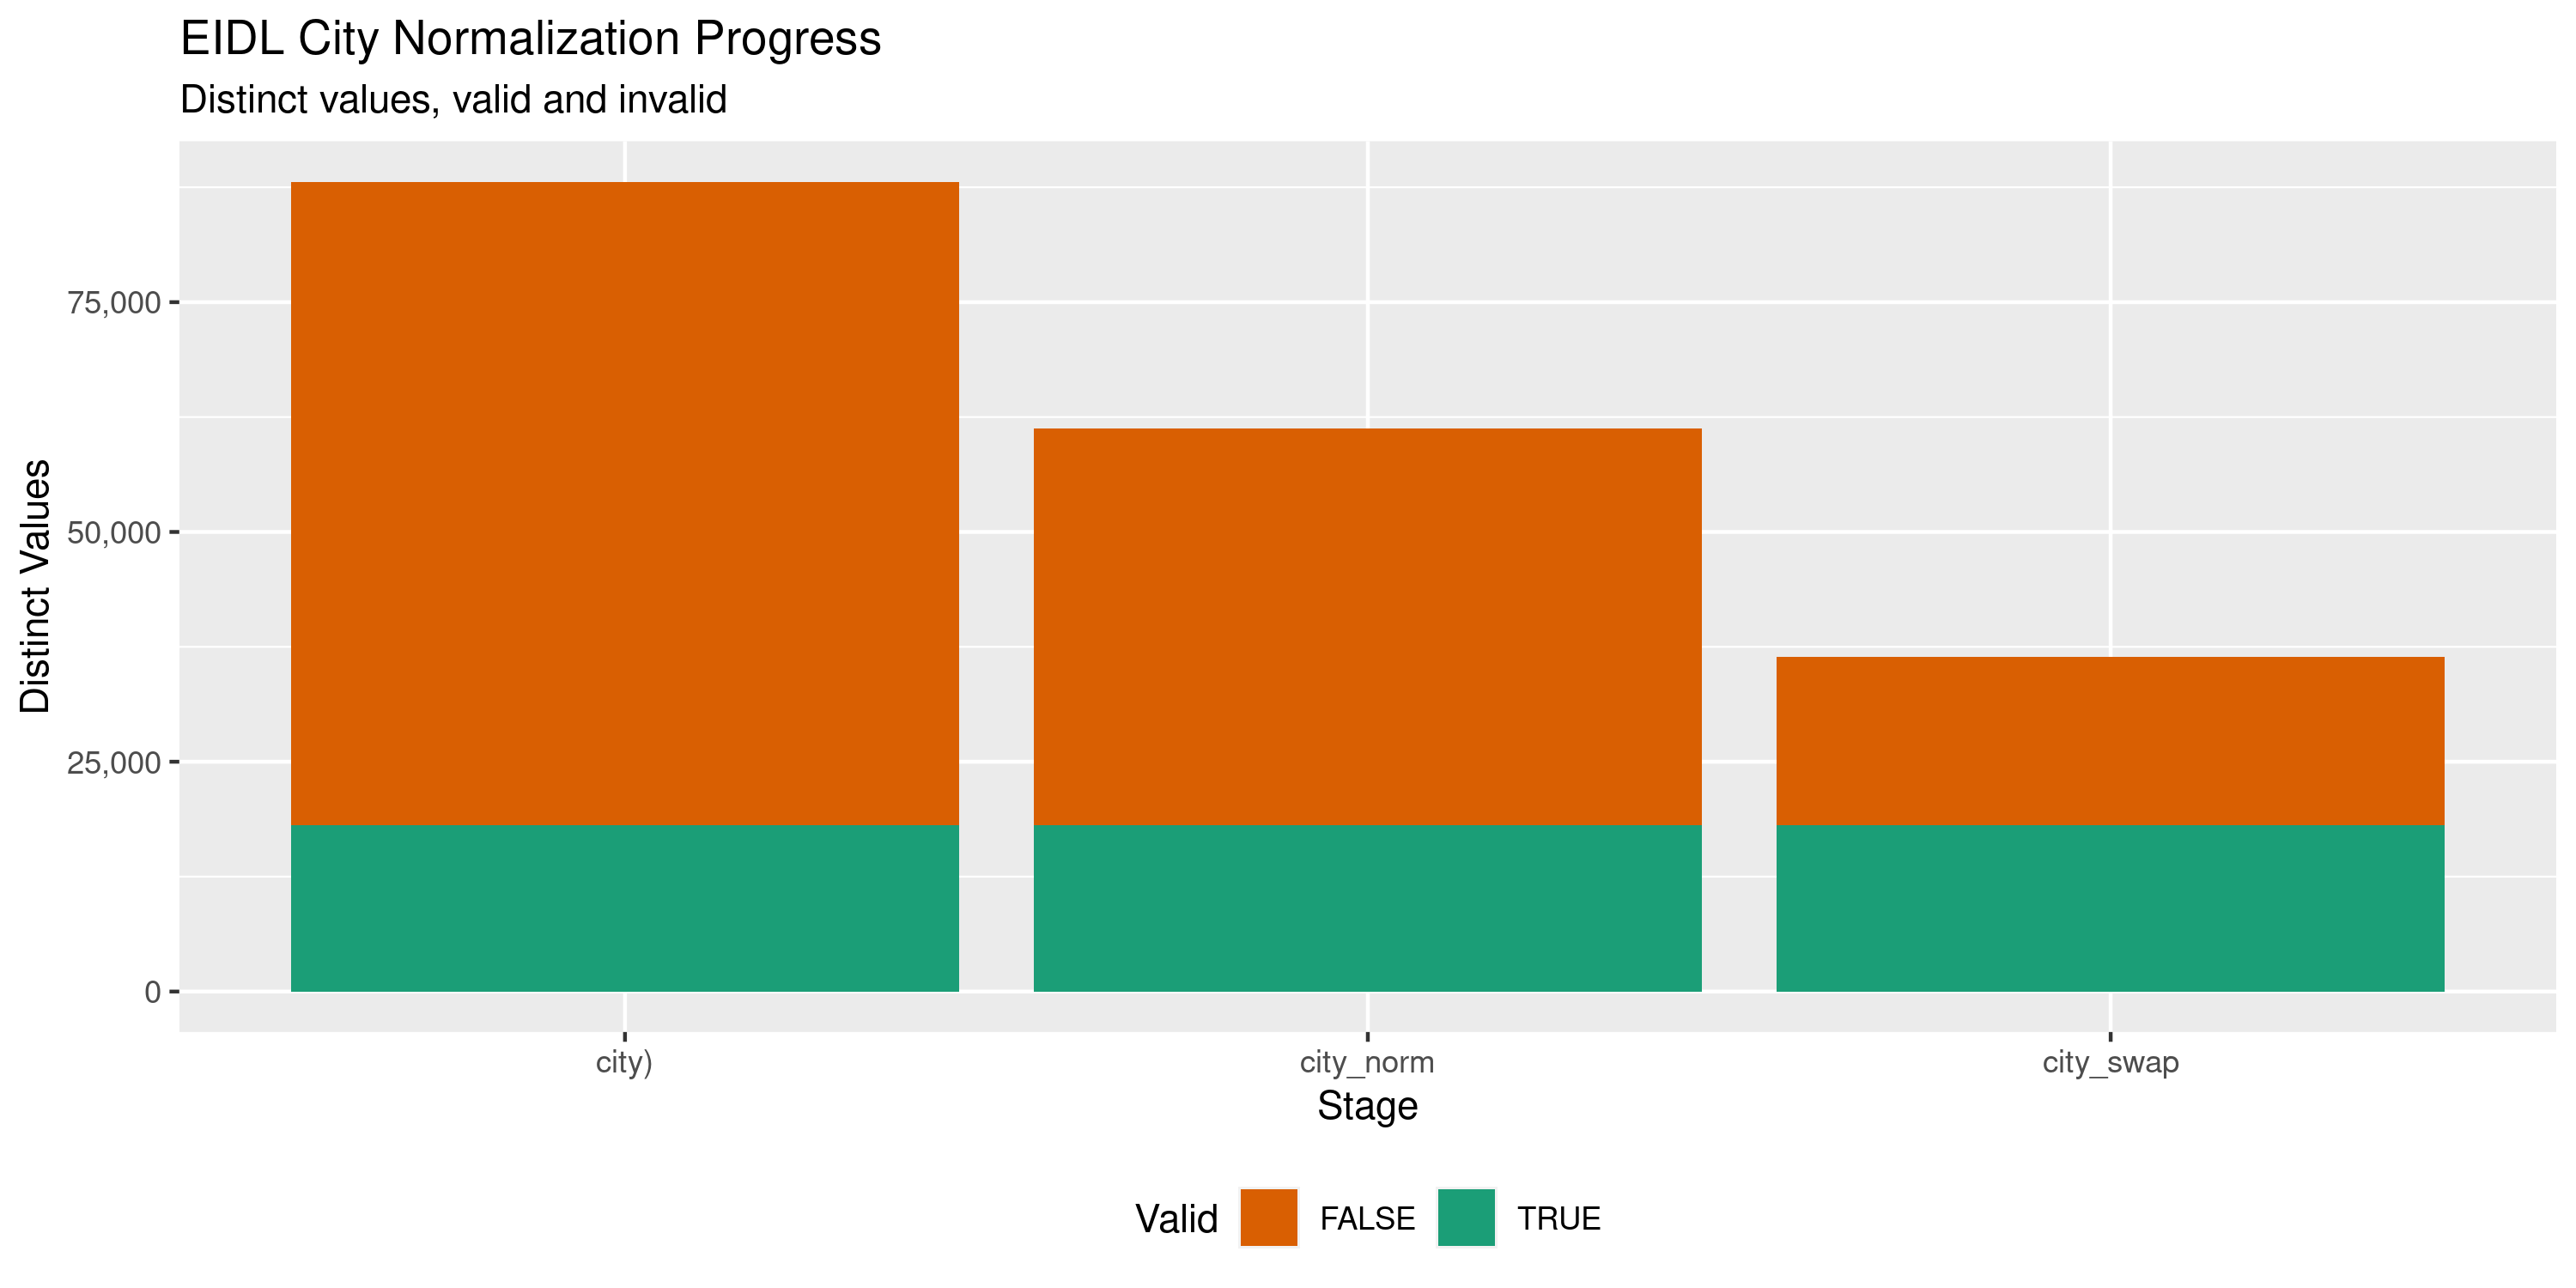 EIDL City Normalization Progress
Distinct values, valid and invalid
Distinct Values
75,000
50,000
25,000
0
city)
city_norm
city_swap
Stage
Valid
FALSE
TRUE